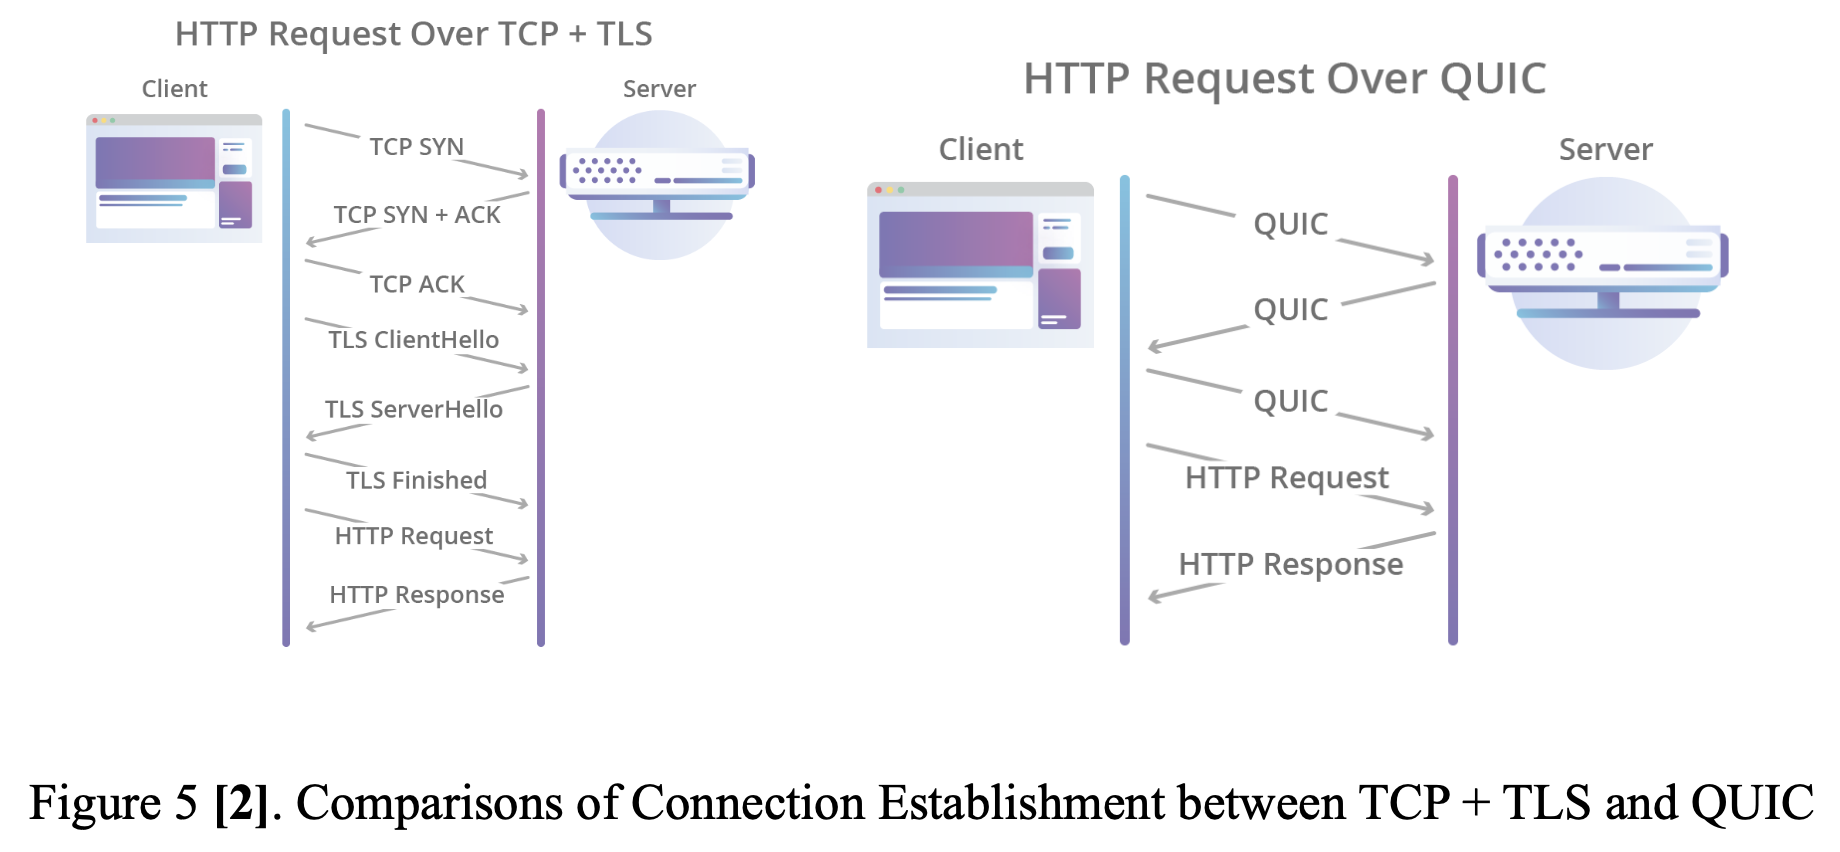 HTTP Request Over TCP + TLS
Client
Server
TCP SYN
TCP SYN + ACK
TCP ACK
TLS ClientHello
TLS ServerHello
TLS Finished
HTTP Request
HTTP Response
HTTP Request Over QUIC
Client
Server
QUIC
QUIC
QUIC
HTTP Request
HTTP Response
Figure 5 [2]. Comparisons of Connection Establishment between TCP + TLS and QUIC